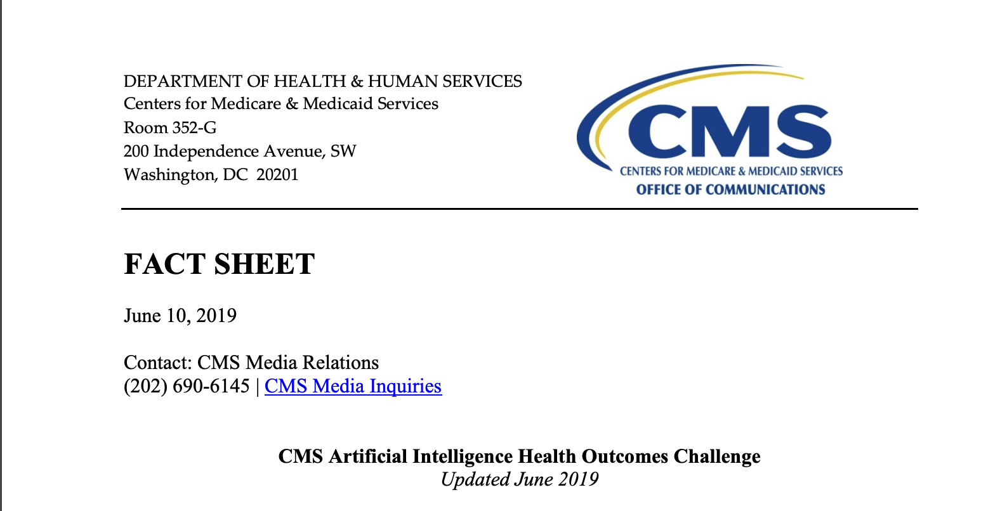 DEPARTMENT OF HEALTH & HUMAN SERVICES
Centers for Medicare & Medicaid Services
Room 352-G
200 Independence Avenue, SW
Washington, DC  20201
CMS
CENTERS FOR MEDICARE & MEDICAID SERVICES
OFFICE OF COMMUNICATIONS
FACT SHEET
June 10, 2019
Contact: CMS Media Relations
(202) 690-6145 | CMS Media Inquiries
CMS Artificial Intelligence Health Outcomes Challenge
Updated June 2019